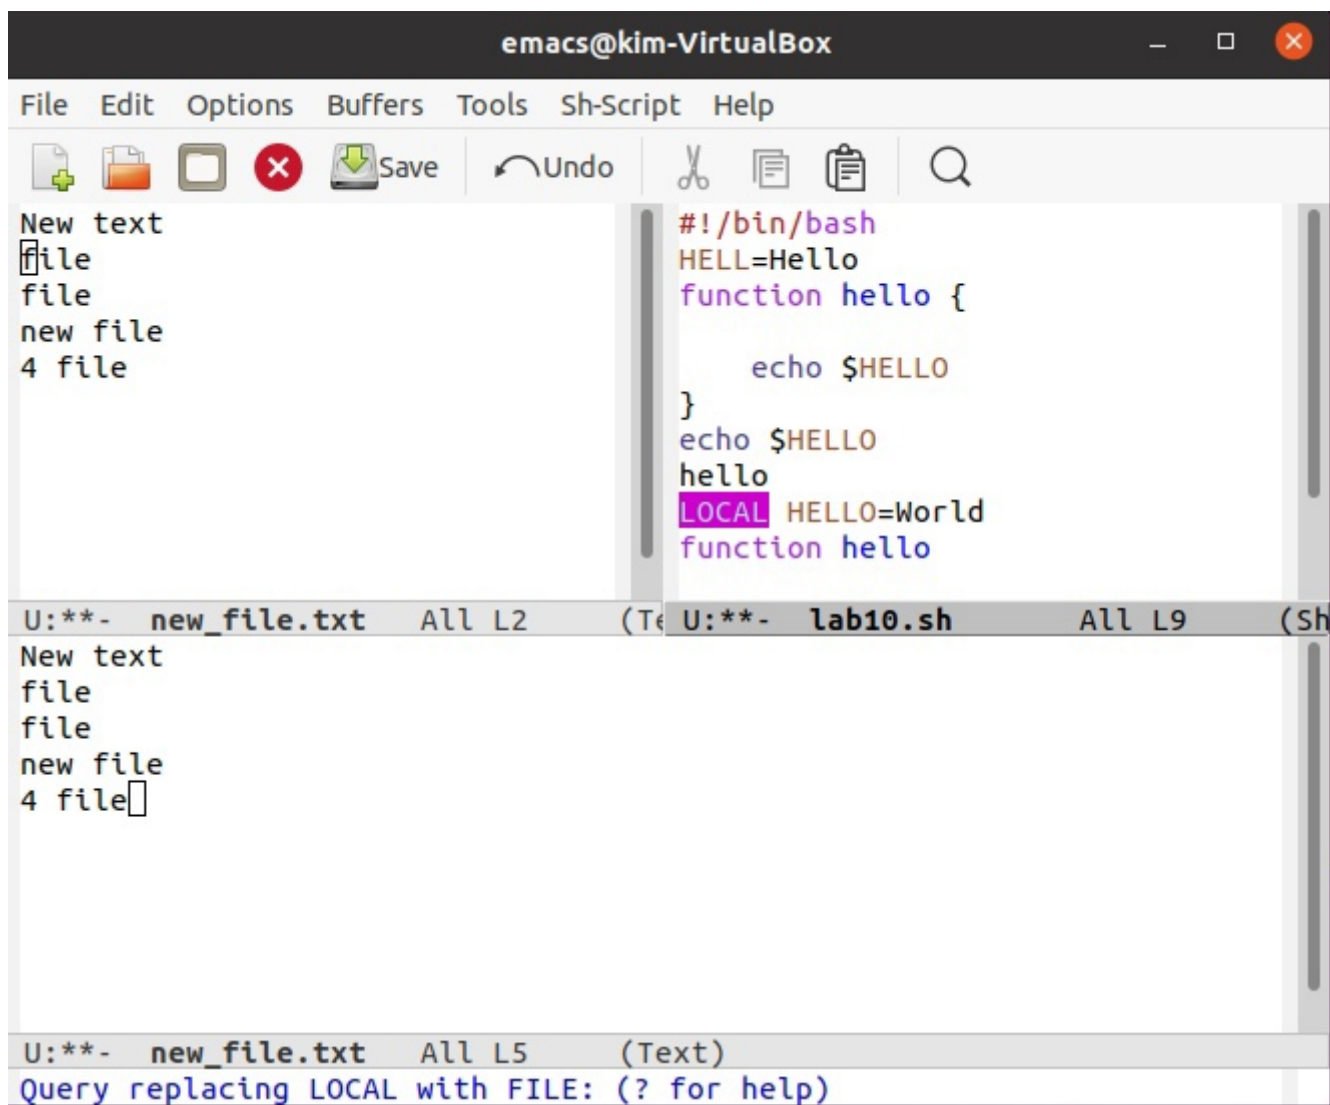 emacs@kim-VirtualBox
File Edit Options Buffers Tools Sh-Script Help
Save Undo
New text
file
file
new file
4 file
U:**- new_file.txt All L2 (Te
#!/bin/bash
HELL=Hello
function hello {
echo $HELLO
}
echo $HELLO
hello
LOCAL HELLO=World
function hello
U:**- lab10.sh All L9 (Sh
New text
file
file
new file
4 file
U:**- new_file.txt All L5 (Text)
Query replacing LOCAL with FILE: (? for help)